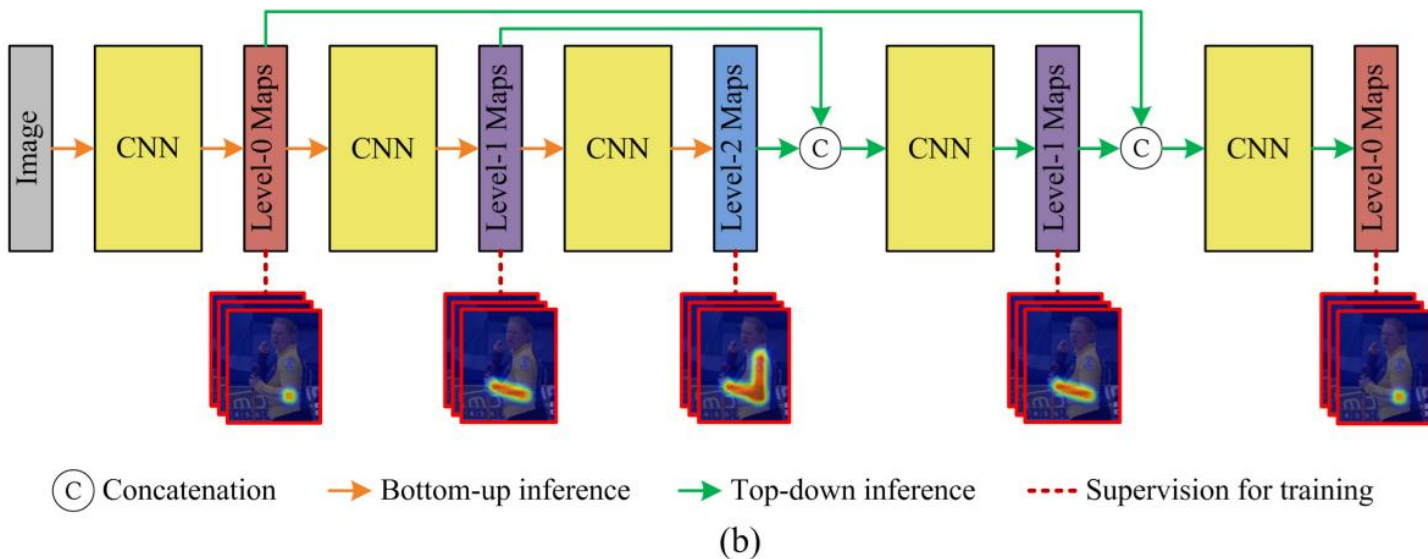 Image
CNN
Level-0 Maps
CNN
Level-1 Maps
CNN
Level-2 Maps
C
CNN
Level-1 Maps
C
CNN
Level-0 Maps
C Concatenation
Bottom-up inference
Top-down inference
Supervision for training
(b)